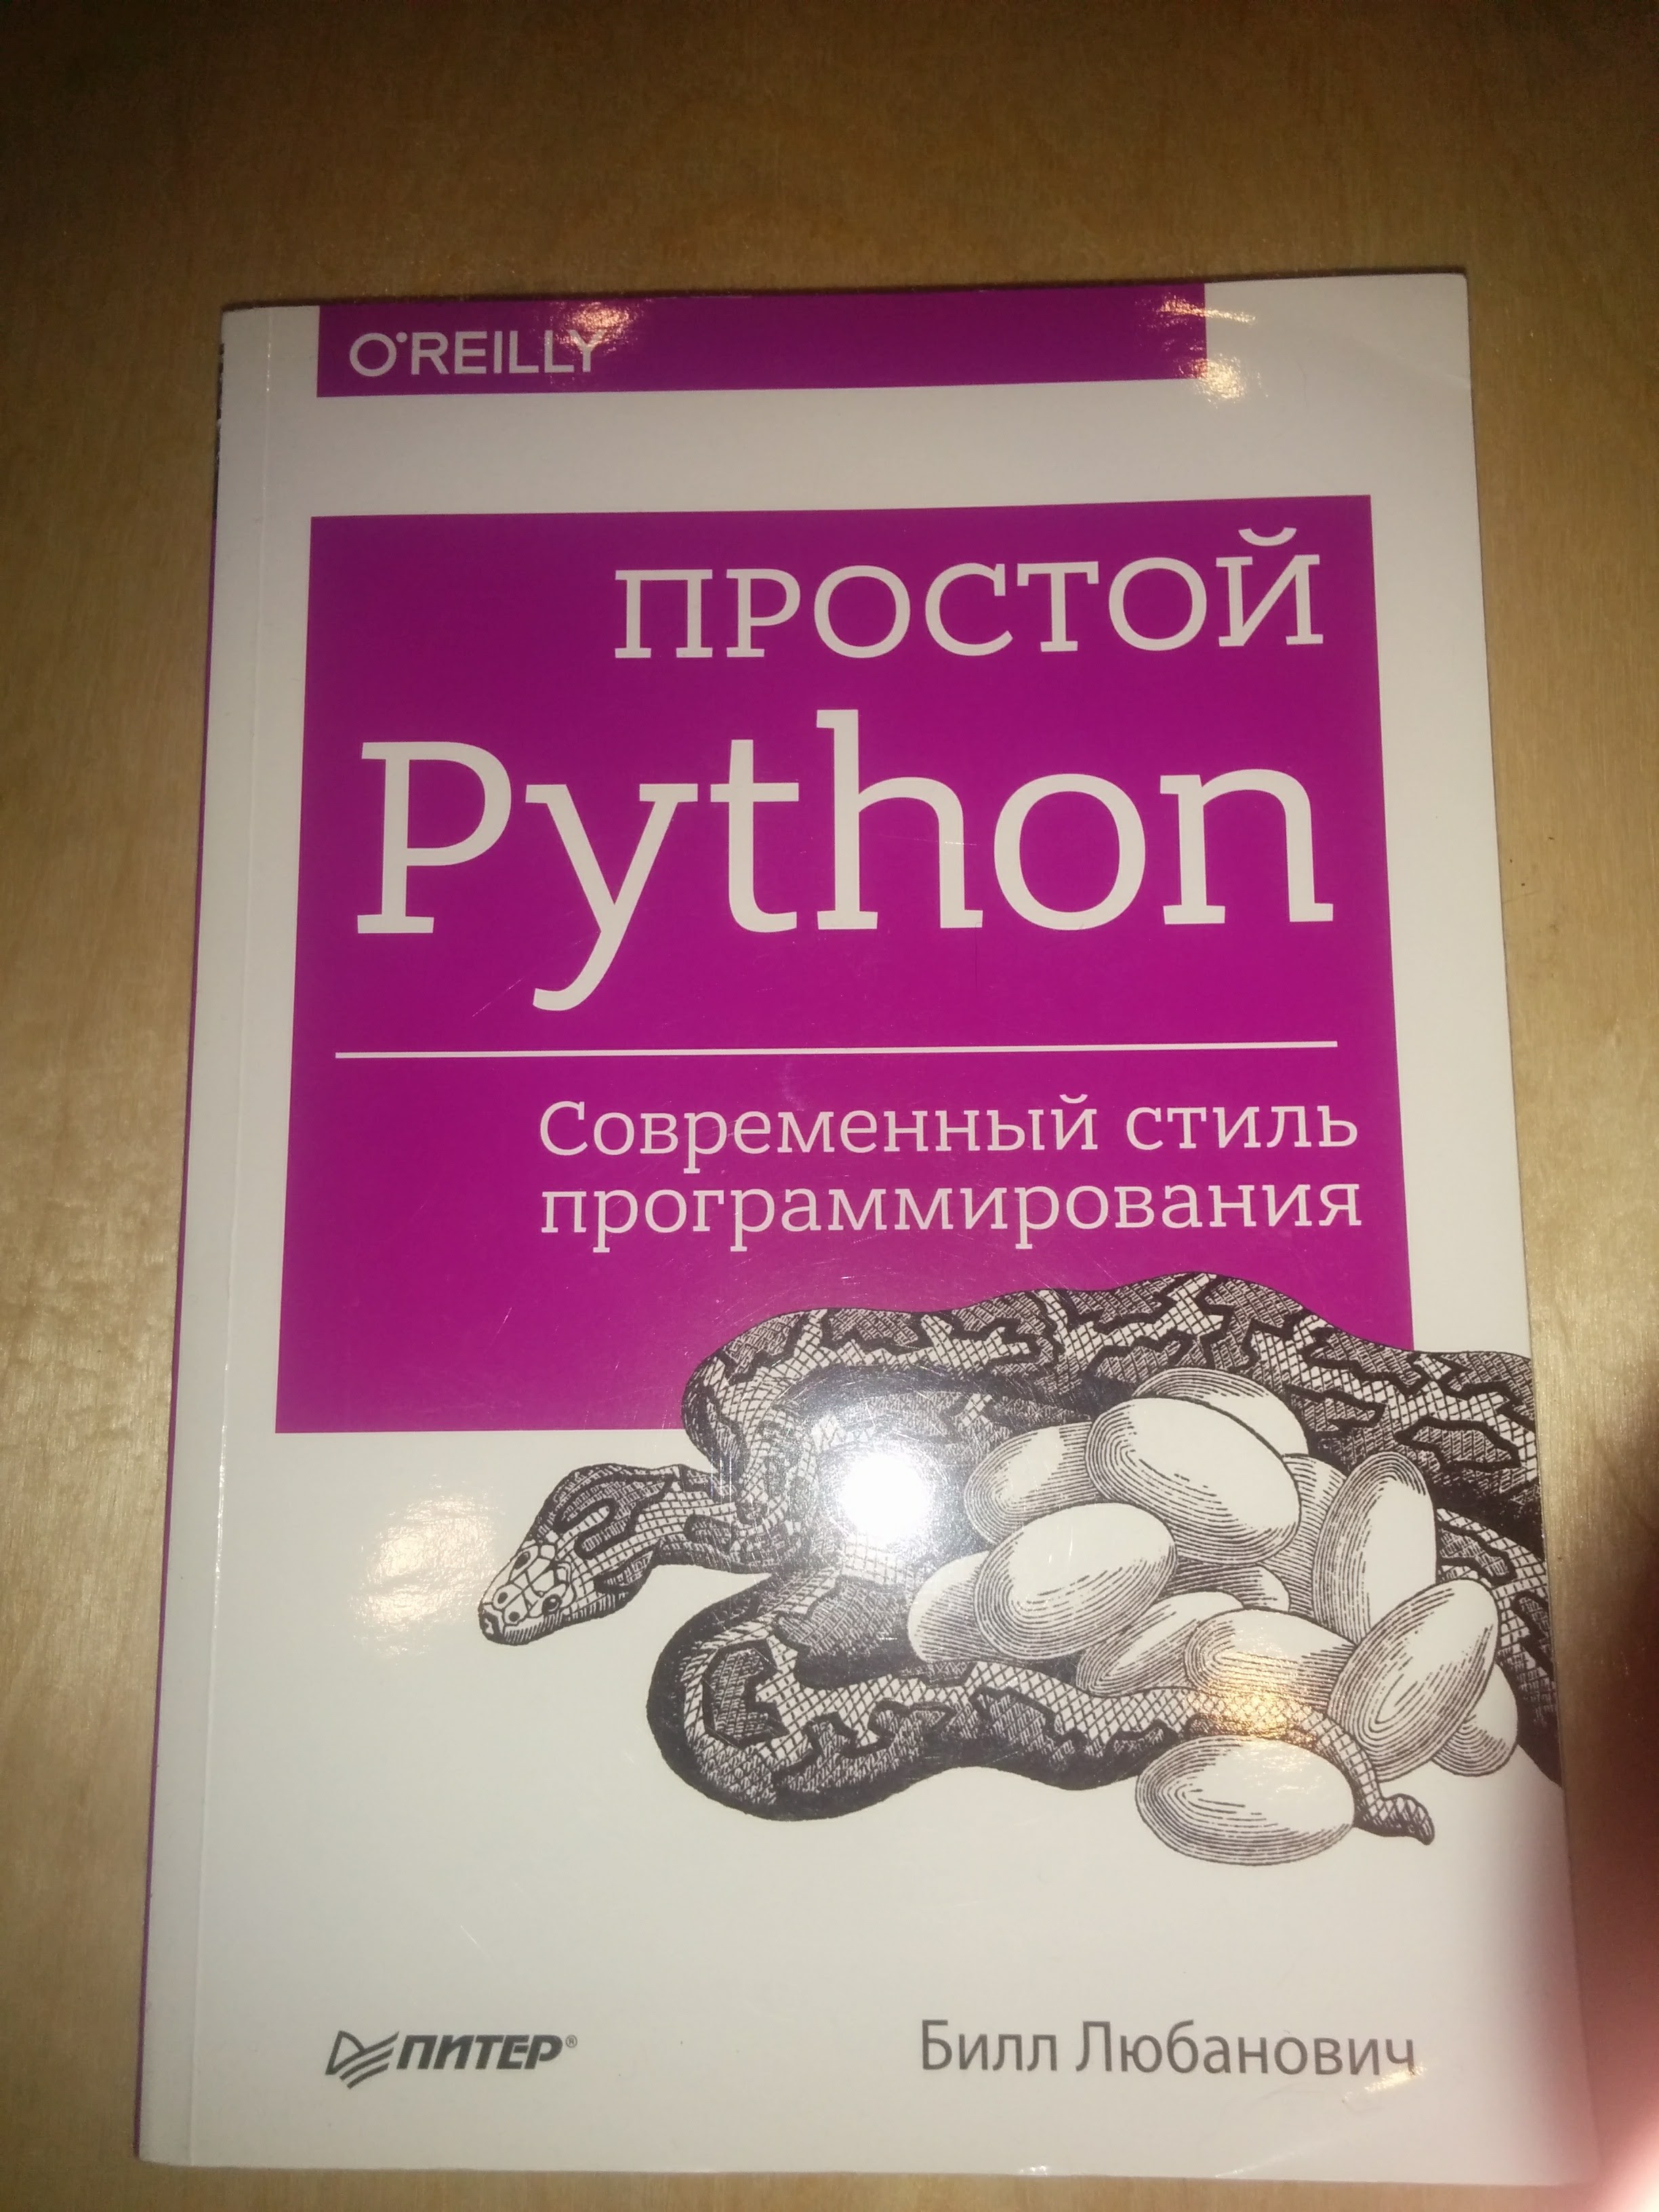 O'REILLY
ПРОСТОЙ
Python
Современный стиль
программирования
ПИТЕР®
Билл Любанович